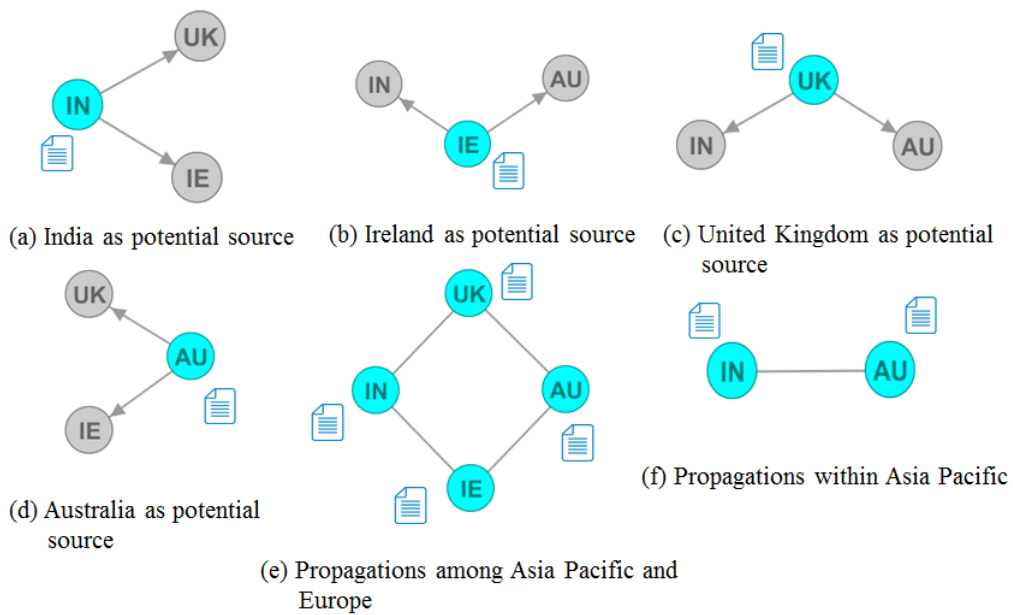 UK
IN
IE
(a) India as potential source
IN
AU
IE
(b) Ireland as potential source
UK
IN
AU
(c) United Kingdom as potential
source
UK
AU
IE
(d) Australia as potential
source
UK
IN
AU
IE
(e) Propagations among Asia Pacific and
Europe
IN
AU
(f) Propagations within Asia Pacific